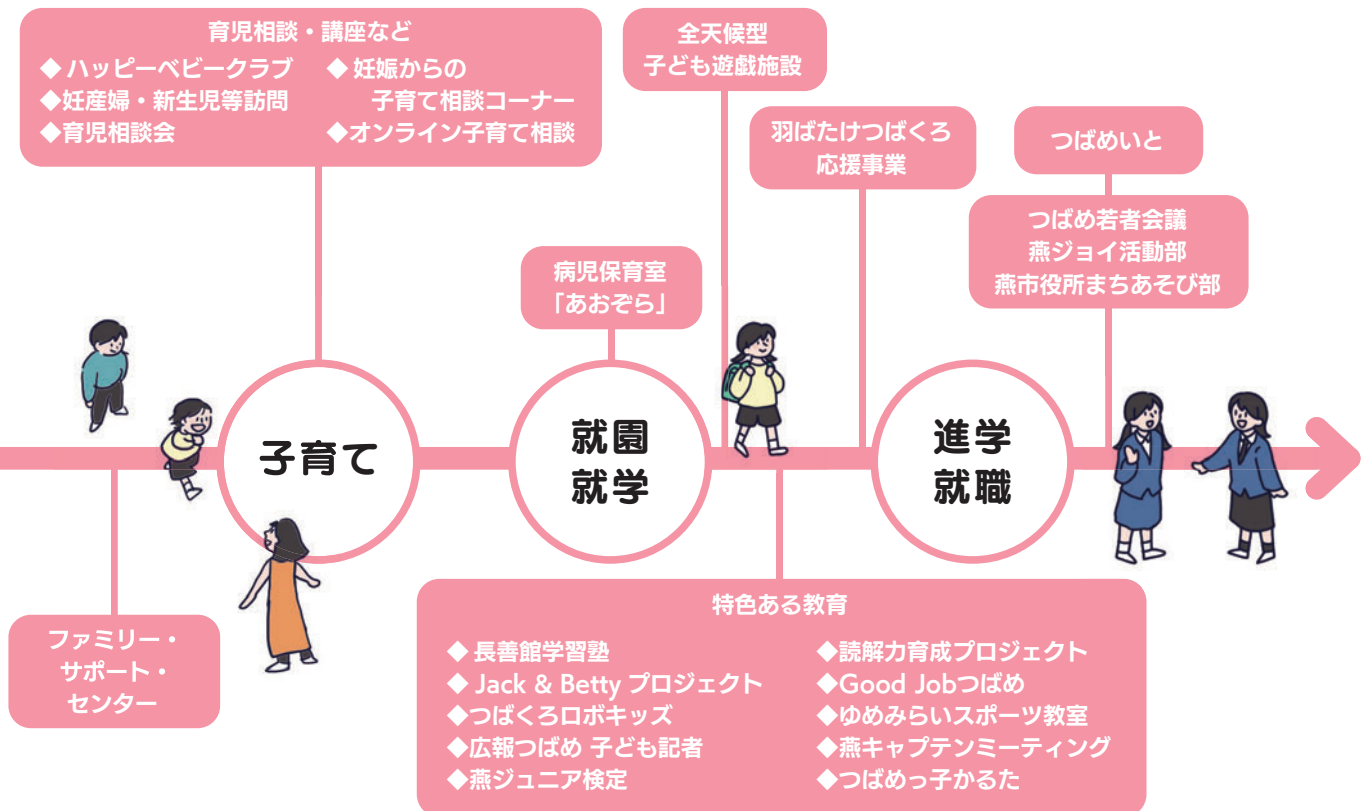 育児相談・講座など
◆ハッピーベビークラブ
◆妊産婦・新生児等訪問
◆育児相談会
◆妊娠からの
子育て相談コーナー
◆オンライン子育て相談
全天候型
子ども遊戯施設
羽ばたけつばくろ
応援事業
つばめいと
つばめ若者会議
燕ジョイ活動部
燕市役所まちあそび部
病児保育室
「あおぞら」
子育て
就園
就学
進学
就職
ファミリー・
サポート・
センター
特色ある教育
◆長善館学習塾
◆Jack & Betty プロジェクト
◆つばくろロボキッズ
◆広報つばめ 子ども記者
◆燕ジュニア検定
◆読解力育成プロジェクト
◆Good Jobつばめ
◆ゆめみらいスポーツ教室
◆燕キャプテンミーティング
◆つばめっ子かるた